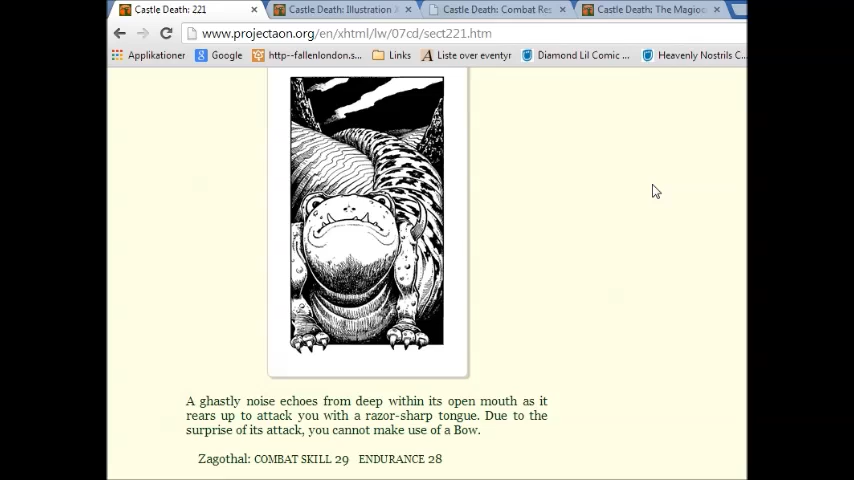 Castle Death: 221
Castle Death: Illustration X
Castle Death: Combat Res
Castle Death: The Magico
www.projectaon.org/en/xhtml/lw/07cd/sect221.htm
Applikationer
Google
http--fallenlondon.s...
Links
Liste over eventyr
Diamond Lil Comic ...
Heavenly Nostrils C...
A ghastly noise echoes from deep within its open mouth as it
rears up to attack you with a razor-sharp tongue. Due to the
surprise of its attack, you cannot make use of a Bow.
Zagothal: COMBAT SKILL 29 ENDURANCE 28